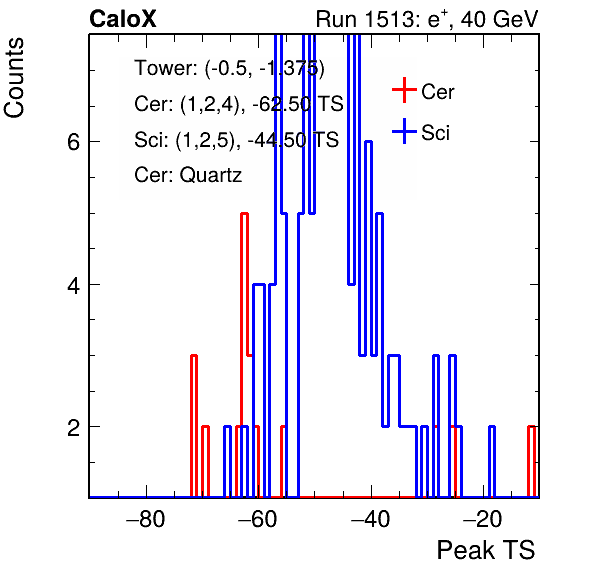 CaloX Run 1513: e⁺, 40 GeV
Counts
Tower: (-0.5, -1.375)
Cer: (1,2,4), -62.50 TS
Sci: (1,2,5), -44.50 TS
Cer: Quartz
Cer
Sci
6
4
2
−80 −60 −40 −20
Peak TS